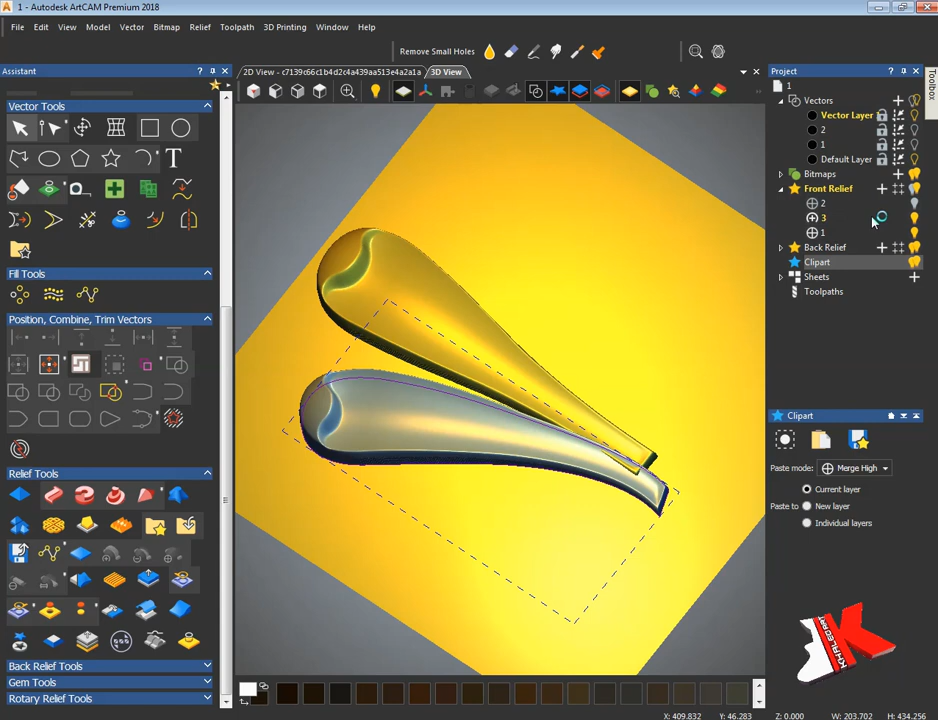 1 - Autodesk ArtCAM Premium 2018
File Edit View Model Vector Bitmap Relief Toolpath 3D Printing Window Help
Remove Small Holes
Assistant
Vector Tools
Fill Tools
Position, Combine, Trim Vectors
Relief Tools
Back Relief Tools
Gem Tools
Rotary Relief Tools
2D View - c7139c66c1b4d2c4a439aa513e4a2a1a
3D View
Project
1
Vectors
Vector Layer
2
1
Default Layer
Bitmaps
Front Relief
2
3
1
Back Relief
Clipart
Sheets
Toolpaths
Toolbox
Clipart
Paste mode: Merge High
Current layer
Paste to New layer
Individual layers
KHALED ART
X: 409.832 Y: 46.283 Z: 0.000 W: 203.702 H: 434.256